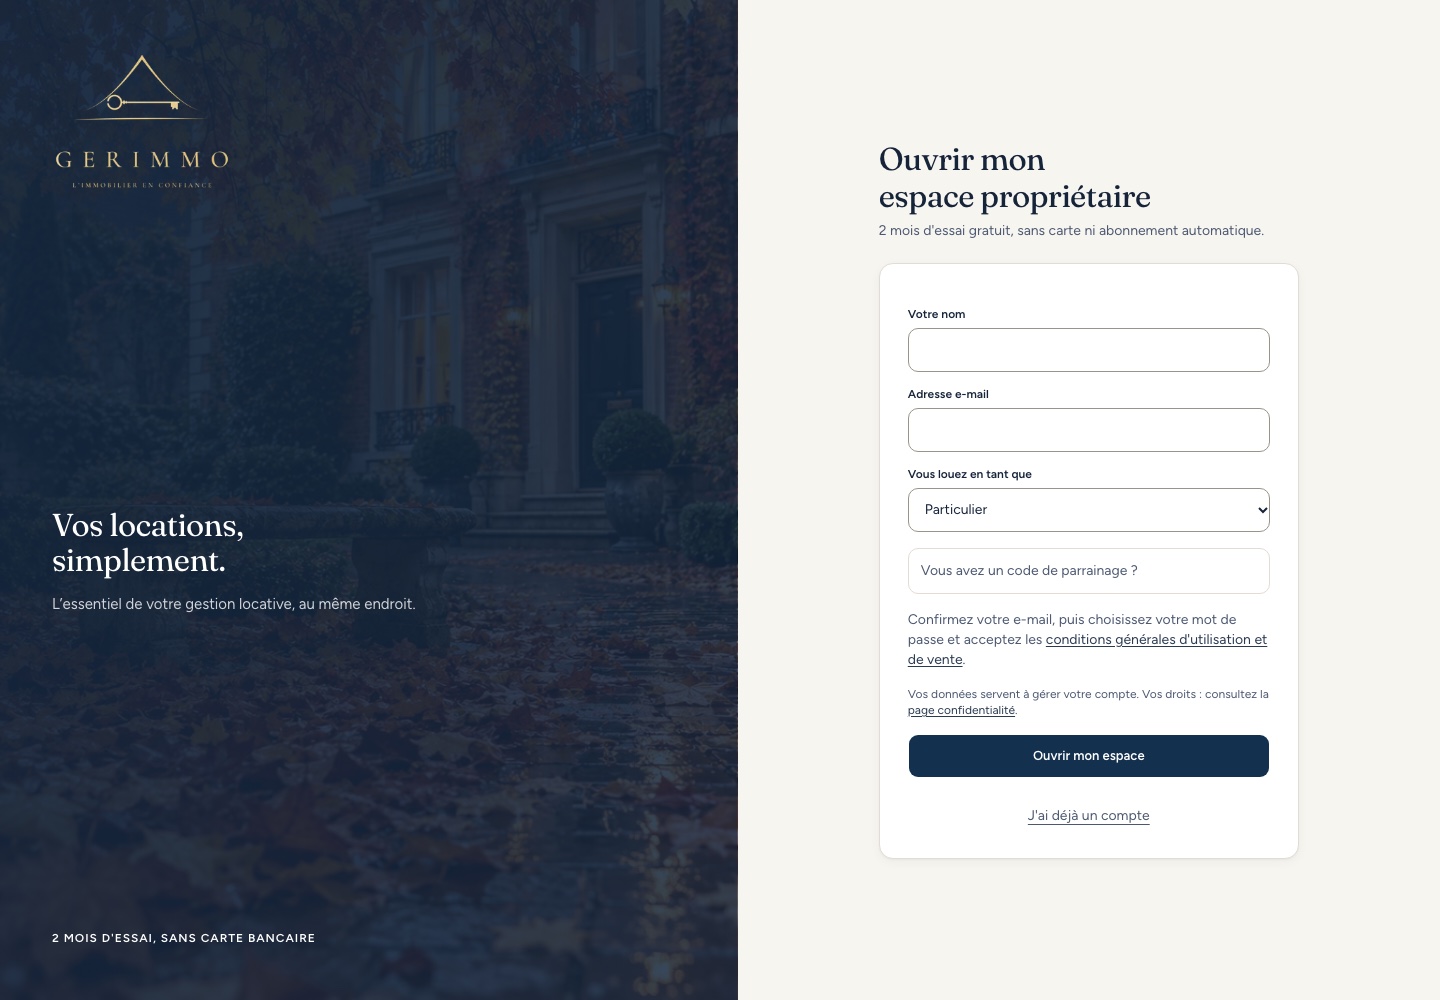 GERIMMO
L'IMMOBILIER EN CONFIANCE
Vos locations,
simplement.
L’essentiel de votre gestion locative, au même endroit.
2 MOIS D'ESSAI, SANS CARTE BANCAIRE
Ouvrir mon
espace propriétaire
2 mois d'essai gratuit, sans carte ni abonnement automatique.
Votre nom
Adresse e-mail
Vous louez en tant que
Particulier
Vous avez un code de parrainage ?
Confirmez votre e-mail, puis choisissez votre mot de
passe et acceptez les conditions générales d'utilisation et
de vente.
Vos données servent à gérer votre compte. Vos droits : consultez la
page confidentialité.
Ouvrir mon espace
J'ai déjà un compte